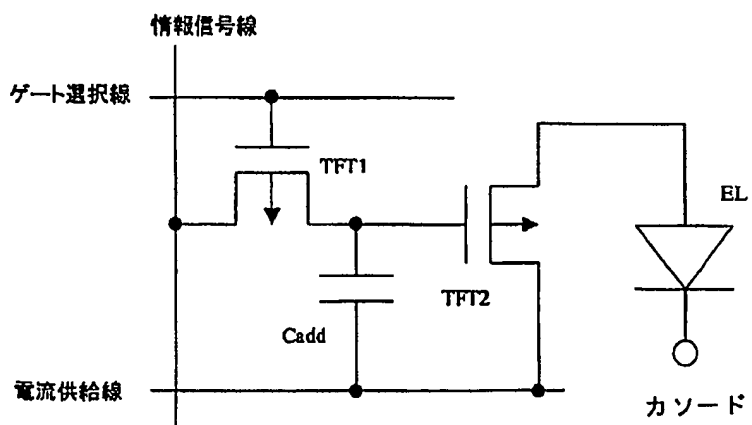 情報信号線
ゲート選択線
TFT1
EL
TFT2
Cadd
電流供給線
カソード